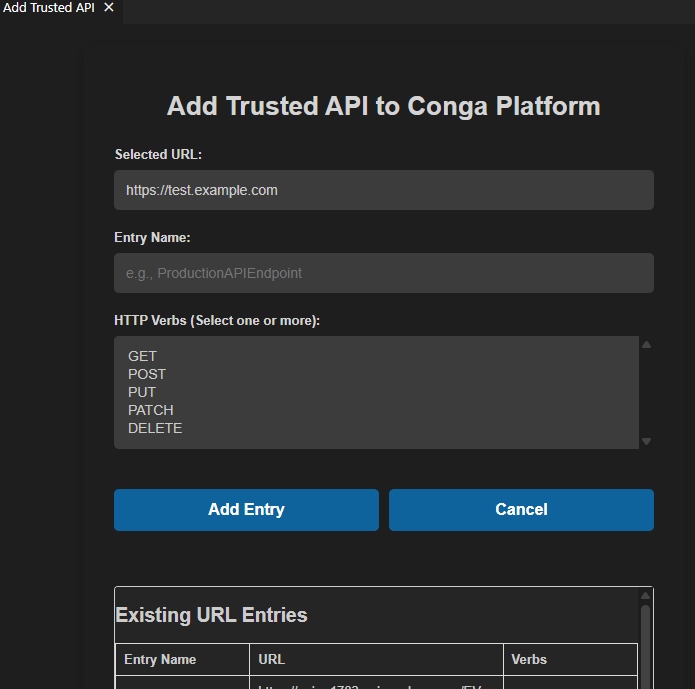 Add Trusted API ✕
Add Trusted API to Conga Platform
Selected URL:
https://test.example.com
Entry Name:
e.g., ProductionAPIEndpoint
HTTP Verbs (Select one or more):
GET
POST
PUT
PATCH
DELETE
Add Entry Cancel
Existing URL Entries
Entry Name URL Verbs